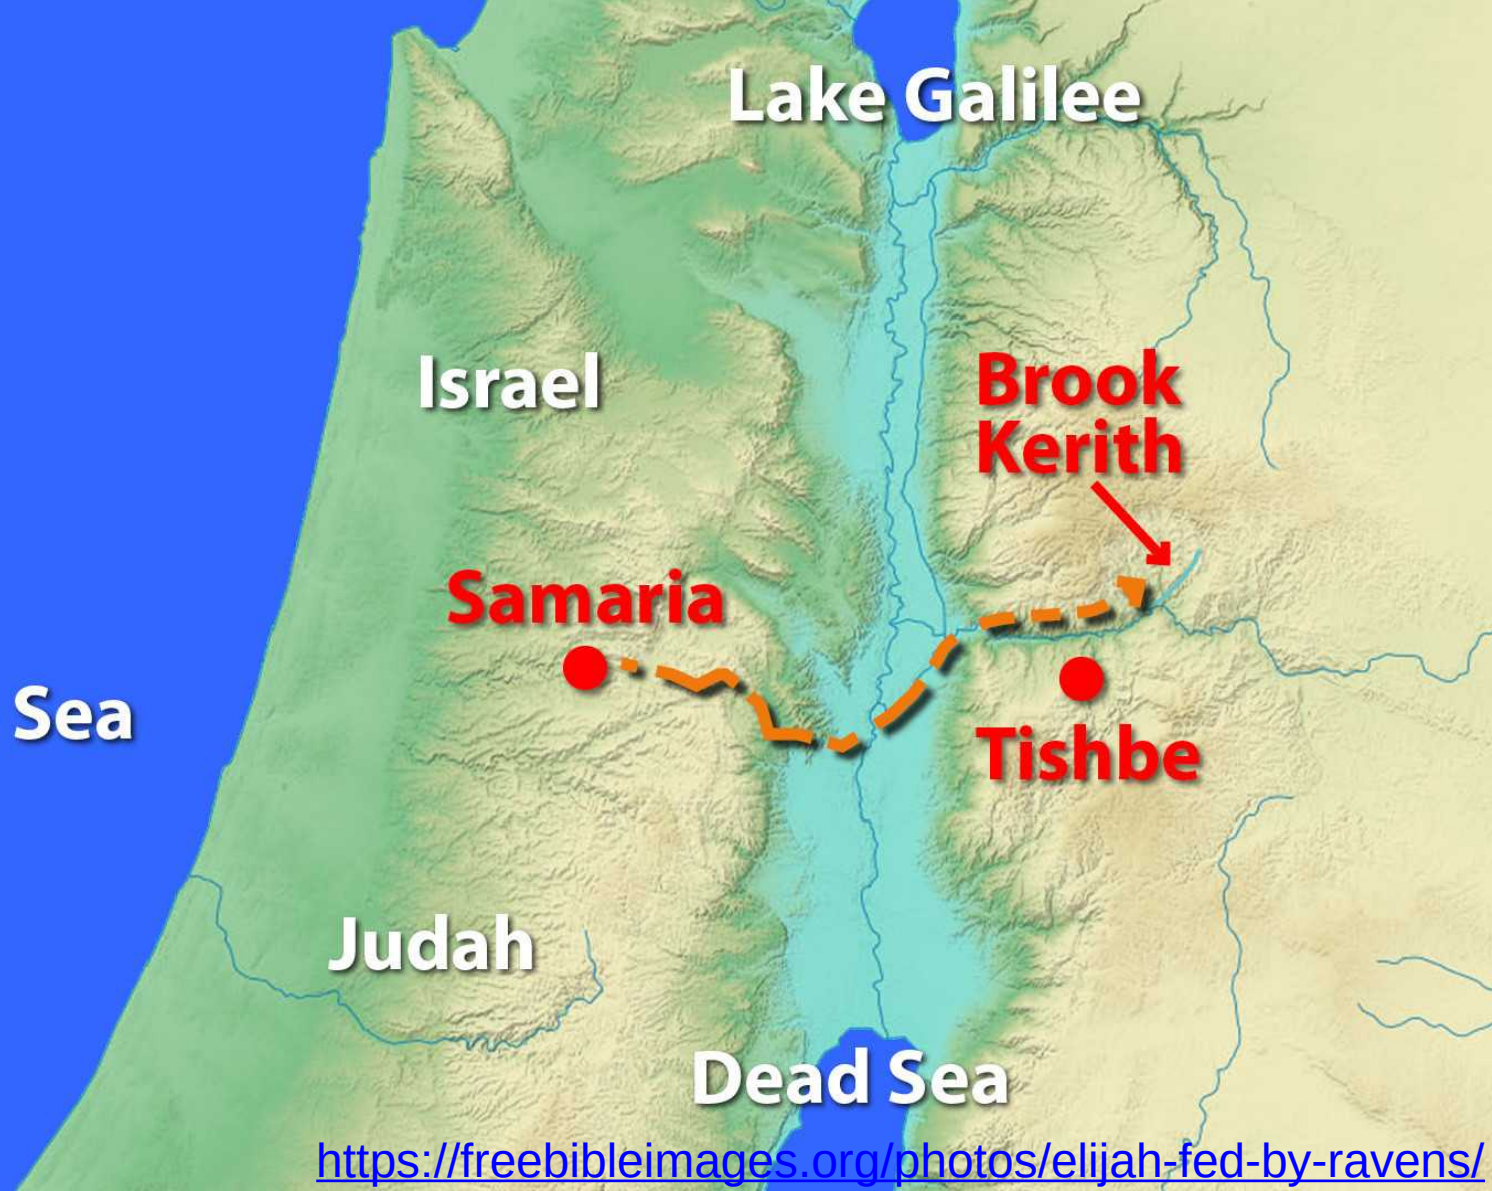 Lake Galilee
Israel
Brook
Kerith
Samaria
Sea
Tishbe
Judah
Dead Sea
https://freebibleimages.org/photos/elijah-fed-by-ravens/